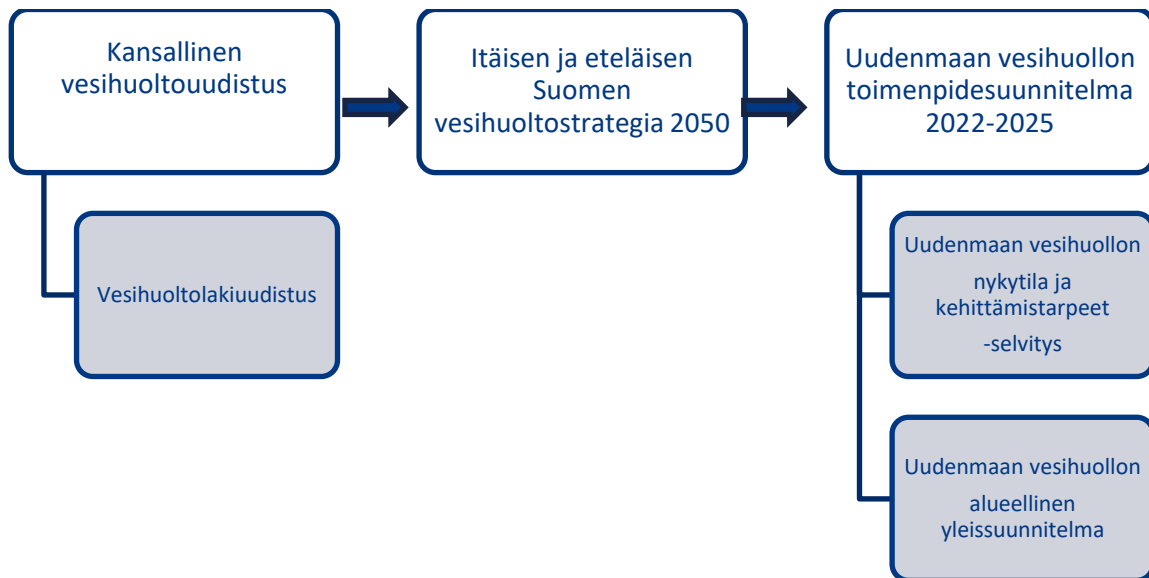 Kansallinen
vesihuoltouudistus
Itäisen ja eteläisen
Suomen
vesihuoltostrategia 2050
Uudenmaan vesihuollon
toimenpidesuunnitelma
2022-2025
Vesihuoltolakiuudistus
Uudenmaan vesihuollon
nykytila ja
kehittämistarpeet
-selvitys
Uudenmaan vesihuollon
alueellinen
yleissuunnitelma